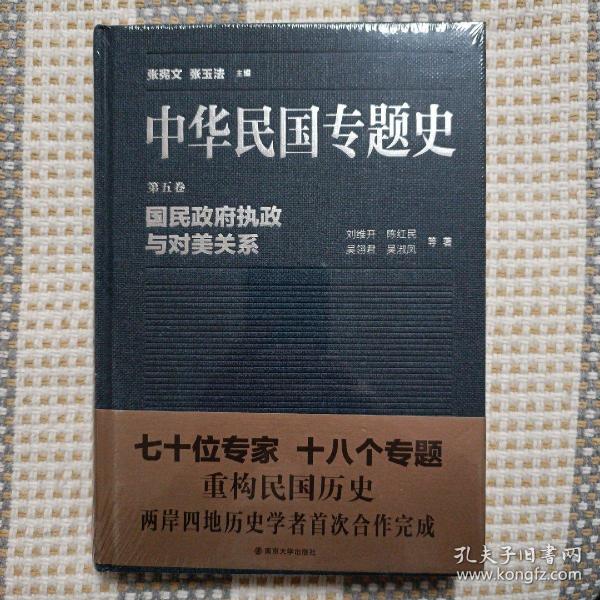 张宪文 张玉法 主编
中华民国专题史
第五卷
国民政府执政
与对美关系
刘维开 陈红民
吴翎君 吴淑凤 等 著
七十位专家 十八个专题
重构民国历史
两岸四地历史学者首次合作完成
南京大学出版社
孔夫子旧书网
www.kongfz.com